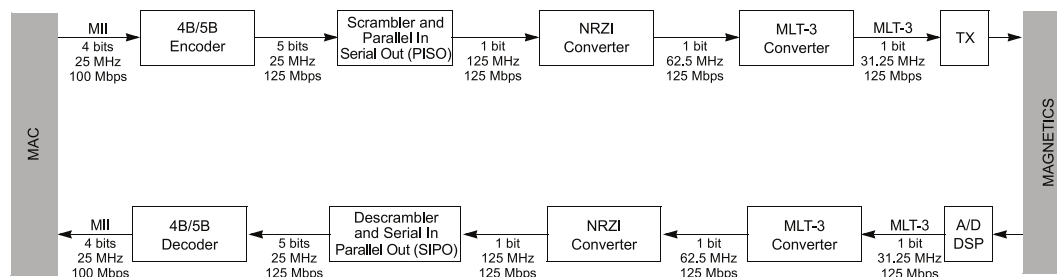 MAC
MII
4 bits
25 MHz
100 Mbps
4B/5B
Encoder
5 bits
25 MHz
125 Mbps
Scrambler and
Parallel In
Serial Out (PISO)
1 bit
125 MHz
125 Mbps
NRZI
Converter
1 bit
62.5 MHz
125 Mbps
MLT-3
Converter
MLT-3
1 bit
31.25 MHz
125 Mbps
TX
MAGNETICS
MII
4 bits
25 MHz
100 Mbps
4B/5B
Decoder
5 bits
25 MHz
125 Mbps
Descrambler
and Serial In
Parallel Out (SIPO)
1 bit
125 MHz
125 Mbps
NRZI
Converter
1 bit
62.5 MHz
125 Mbps
MLT-3
Converter
MLT-3
1 bit
31.25 MHz
125 Mbps
A/D
DSP